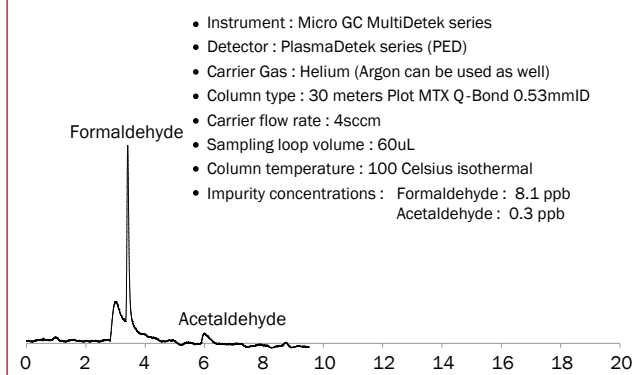 • Instrument : Micro GC MultiDetek series
• Detector : PlasmaDetek series (PED)
• Carrier Gas : Helium (Argon can be used as well)
• Column type : 30 meters Plot MTX Q-Bond 0.53mmID
• Carrier flow rate : 4sccm
• Sampling loop volume : 60uL
• Column temperature : 100 Celsius isothermal
• Impurity concentrations : Formaldehyde : 8.1 ppb
Acetaldehyde : 0.3 ppb
Formaldehyde
Acetaldehyde
0 2 4 6 8 10 12 14 16 18 20